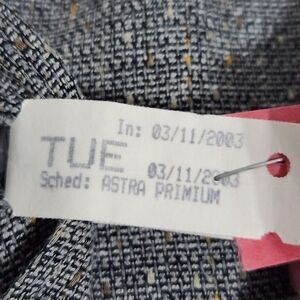 In: 03/11/2003
TUE 03/11/2003
Sched: ASTRA PRIMIUM